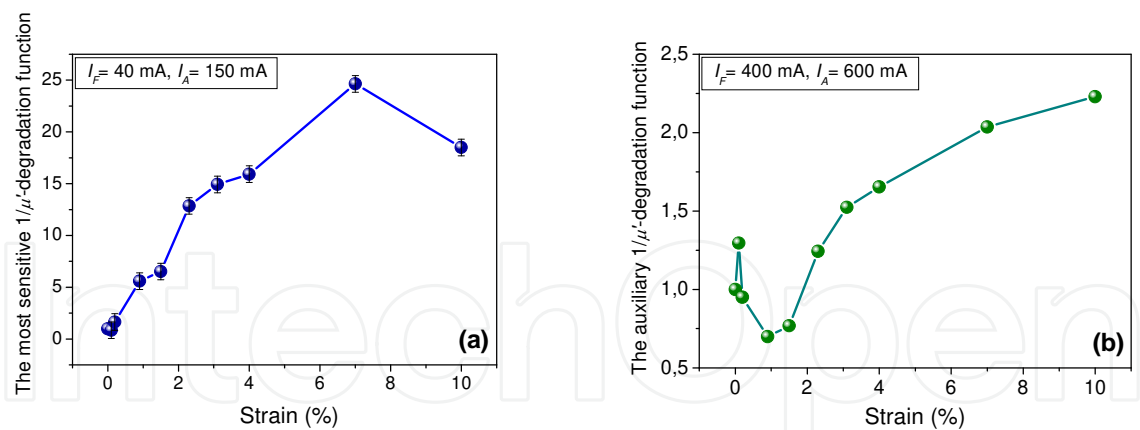 The most sensitive 1/μ'-degradation function
I_F= 40 mA, I_A= 150 mA
25
20
15
10
5
0
0 2 4 6 8 10
Strain (%)
(a)
The auxiliary 1/μ'-degradation function
I_F= 400 mA, I_A= 600 mA
2,5
2,0
1,5
1,0
0,5
0 2 4 6 8 10
Strain (%)
(b)
IntechOpen